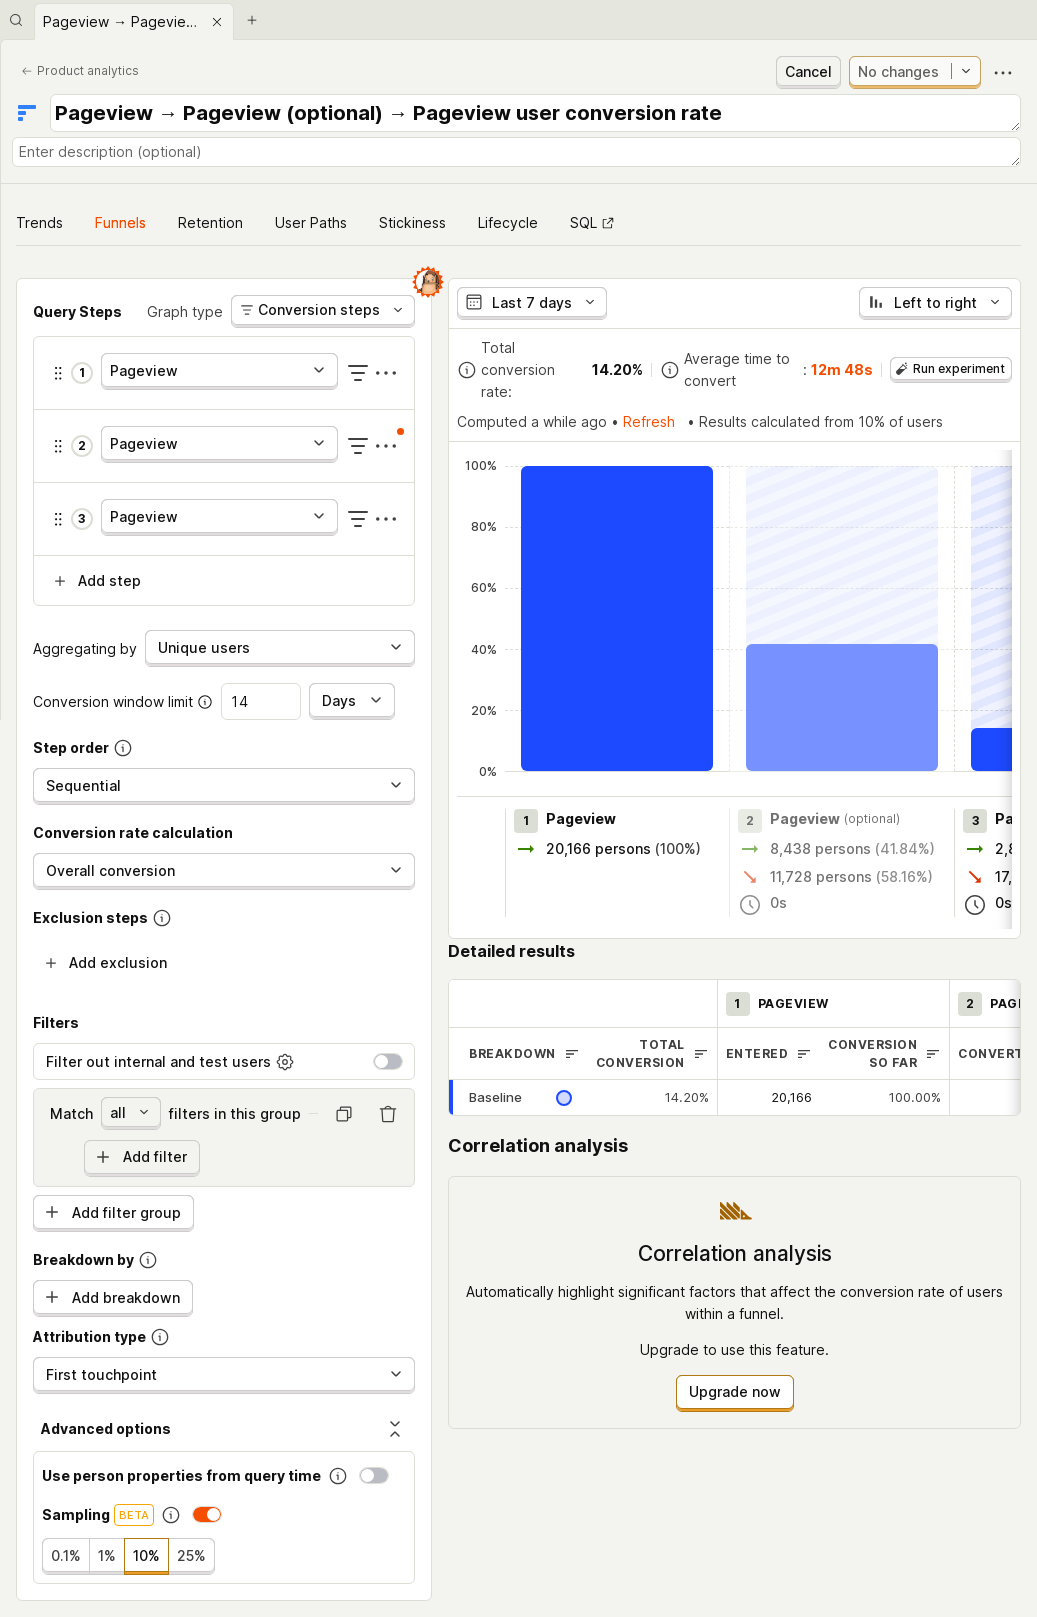 Pageview → Pagevie...
← Product analytics
Cancel
No changes
Pageview → Pageview (optional) → Pageview user conversion rate
Enter description (optional)
Trends
Funnels
Retention
User Paths
Stickiness
Lifecycle
SQL
Query Steps
Graph type
Conversion steps
1
Pageview
2
Pageview
3
Pageview
Add step
Aggregating by
Unique users
Conversion window limit
14
Days
Step order
Sequential
Conversion rate calculation
Overall conversion
Exclusion steps
Add exclusion
Filters
Filter out internal and test users
Match
all
filters in this group
Add filter
Add filter group
Breakdown by
Add breakdown
Attribution type
First touchpoint
Advanced options
Use person properties from query time
Sampling
BETA
0.1%
1%
10%
25%
Last 7 days
Left to right
Total
conversion
rate:
14.20%
Average time to
convert
: 12m 48s
Run experiment
Computed a while ago • Refresh • Results calculated from 10% of users
100%
80%
60%
40%
20%
0%
1 Pageview
20,166 persons (100%)
2 Pageview (optional)
8,438 persons (41.84%)
11,728 persons (58.16%)
0s
3 Pa
2,8
17,
0s
Detailed results
1 PAGEVIEW
2 PAGE
BREAKDOWN
TOTAL
CONVERSION
ENTERED
CONVERSION
SO FAR
CONVERT
Baseline
14.20%
20,166
100.00%
Correlation analysis
Correlation analysis
Automatically highlight significant factors that affect the conversion rate of users
within a funnel.
Upgrade to use this feature.
Upgrade now